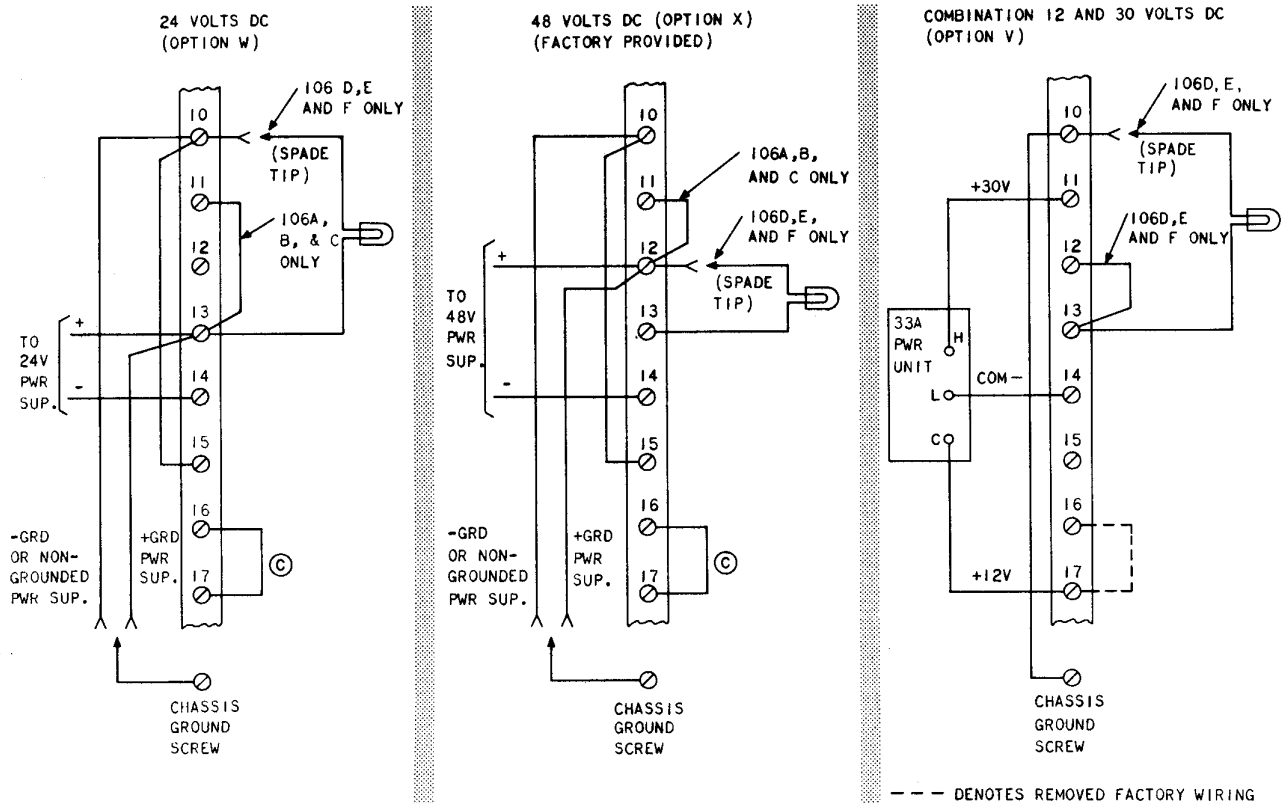 24 VOLTS DC
(OPTION W)
106 D,E
AND F ONLY
10
(SPADE
TIP)
11
106A,
B, & C
ONLY
12
13
+
TO
24V
PWR
SUP.
-
14
15
16
-GRD
OR NON-
GROUNDED
PWR SUP.
+GRD
PWR
SUP.
17
C
CHASSIS
GROUND
SCREW
48 VOLTS DC (OPTION X)
(FACTORY PROVIDED)
10
11
106A,B,
AND C ONLY
106D,E,
AND F ONLY
12
+
(SPADE
TIP)
TO
48V
PWR
SUP.
13
-
14
15
16
-GRD
OR NON-
GROUNDED
PWR SUP.
+GRD
PWR
SUP.
17
C
CHASSIS
GROUND
SCREW
COMBINATION 12 AND 30 VOLTS DC
(OPTION V)
106D, E,
AND F ONLY
10
(SPADE
TIP)
+30V
11
106D,E
AND F ONLY
12
13
33A
PWR
UNIT
H
L
COM-
14
C
15
16
+12V
17
CHASSIS
GROUND
SCREW
--- DENOTES REMOVED FACTORY WIRING